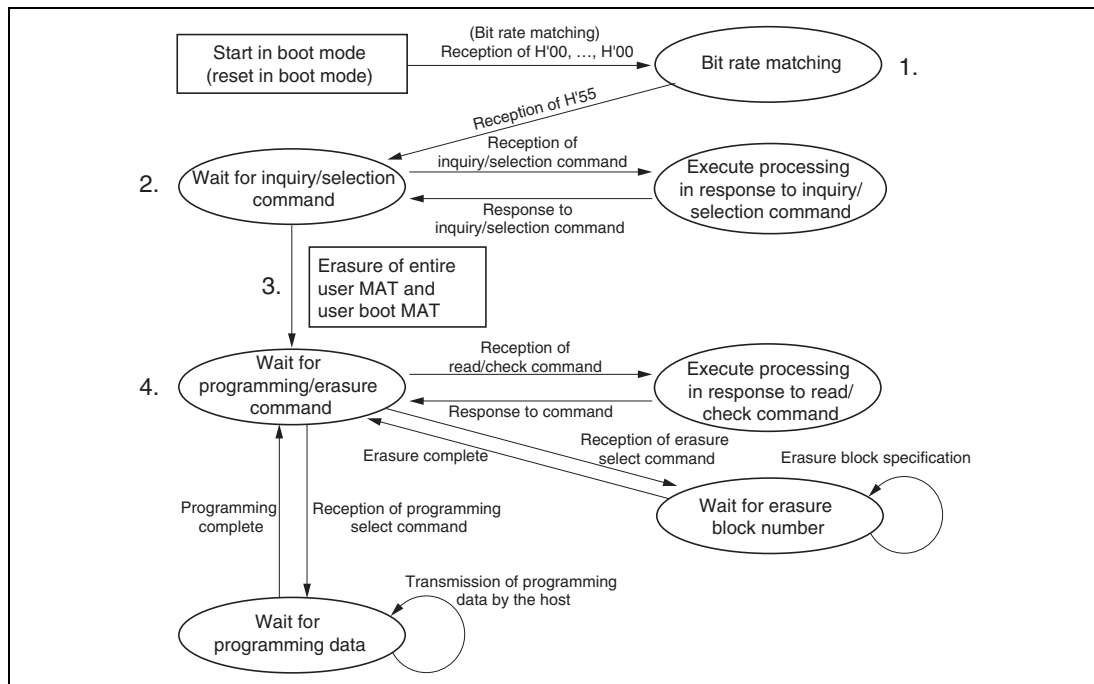 (Bit rate matching)
Reception of H'00, …, H'00
Start in boot mode
(reset in boot mode)
Bit rate matching
1.
Reception of H'55
2.
Wait for inquiry/selection
command
Reception of
inquiry/selection command
Response to
inquiry/selection command
Execute processing
in response to inquiry/
selection command
3.
Erasure of entire
user MAT and
user boot MAT
4.
Wait for
programming/erasure
command
Reception of
read/check command
Response to command
Execute processing
in response to read/
check command
Erasure complete
Reception of erasure
select command
Erasure block specification
Wait for erasure
block number
Programming
complete
Reception of programming
select command
Transmission of programming
data by the host
Wait for
programming data